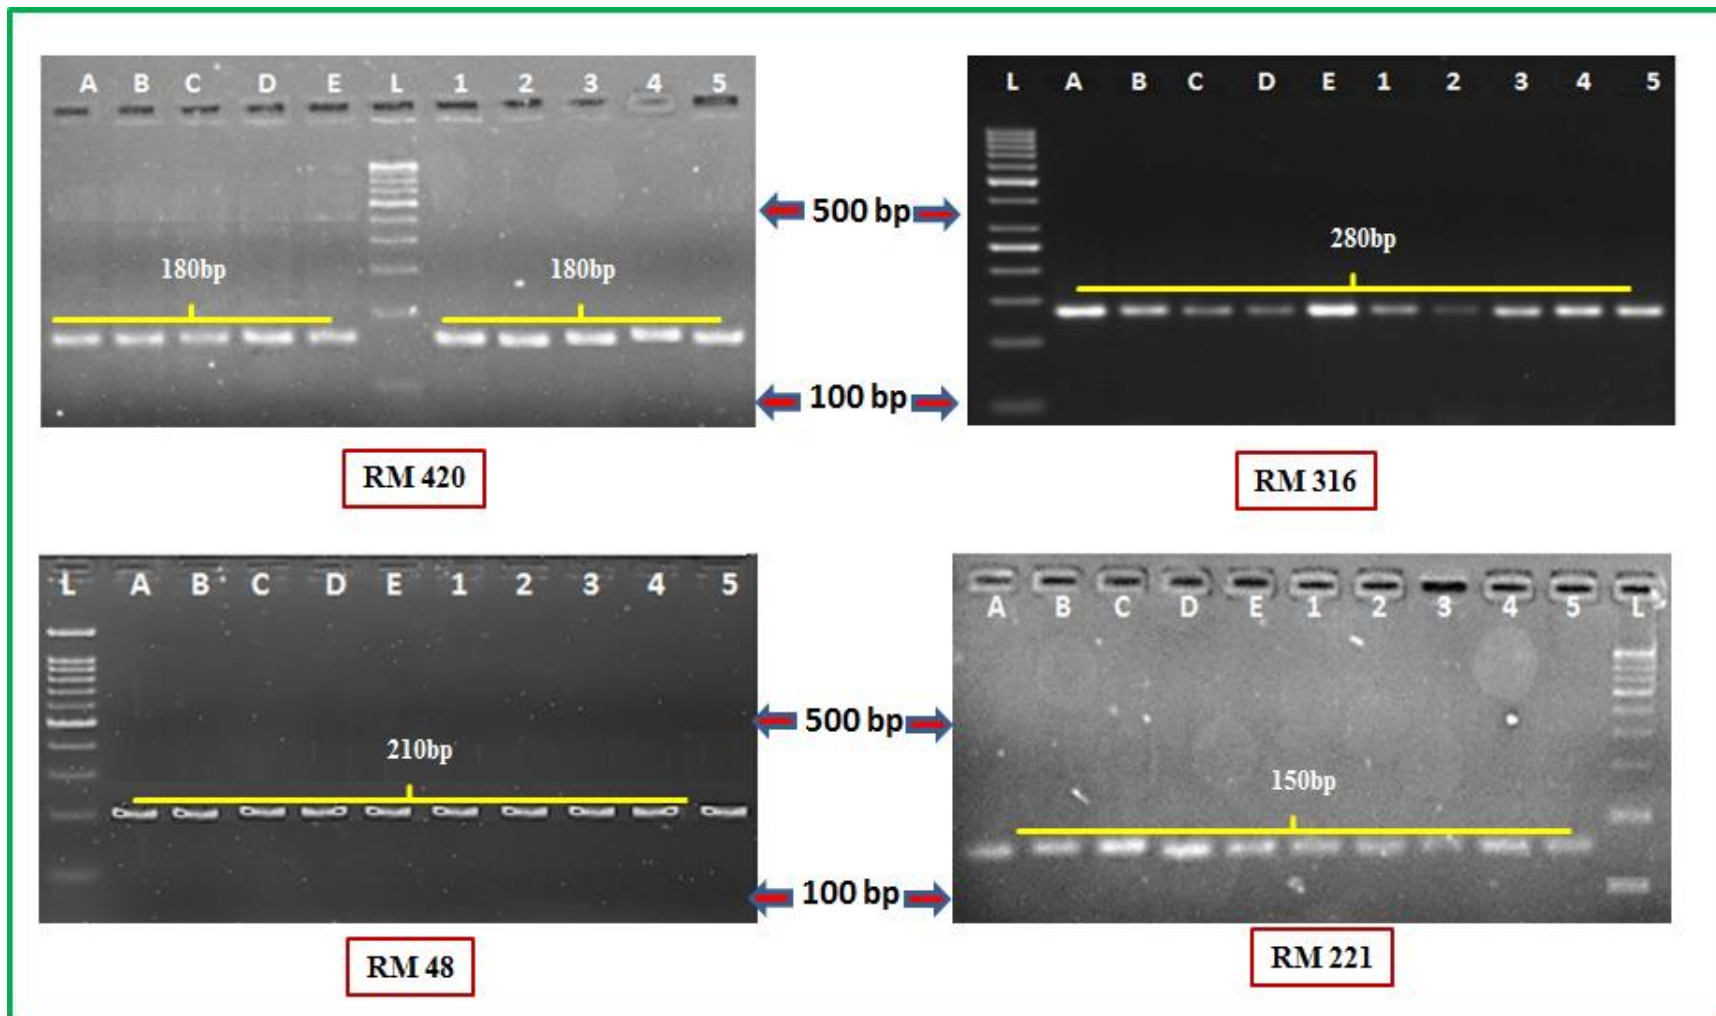 A B C D E L 1 2 3 4 5
180bp 180bp
RM 420
500 bp
100 bp
L A B C D E 1 2 3 4 5
280bp
RM 316
L A B C D E 1 2 3 4 5
210bp
RM 48
500 bp
100 bp
A B C D E 1 2 3 4 5 L
150bp
RM 221